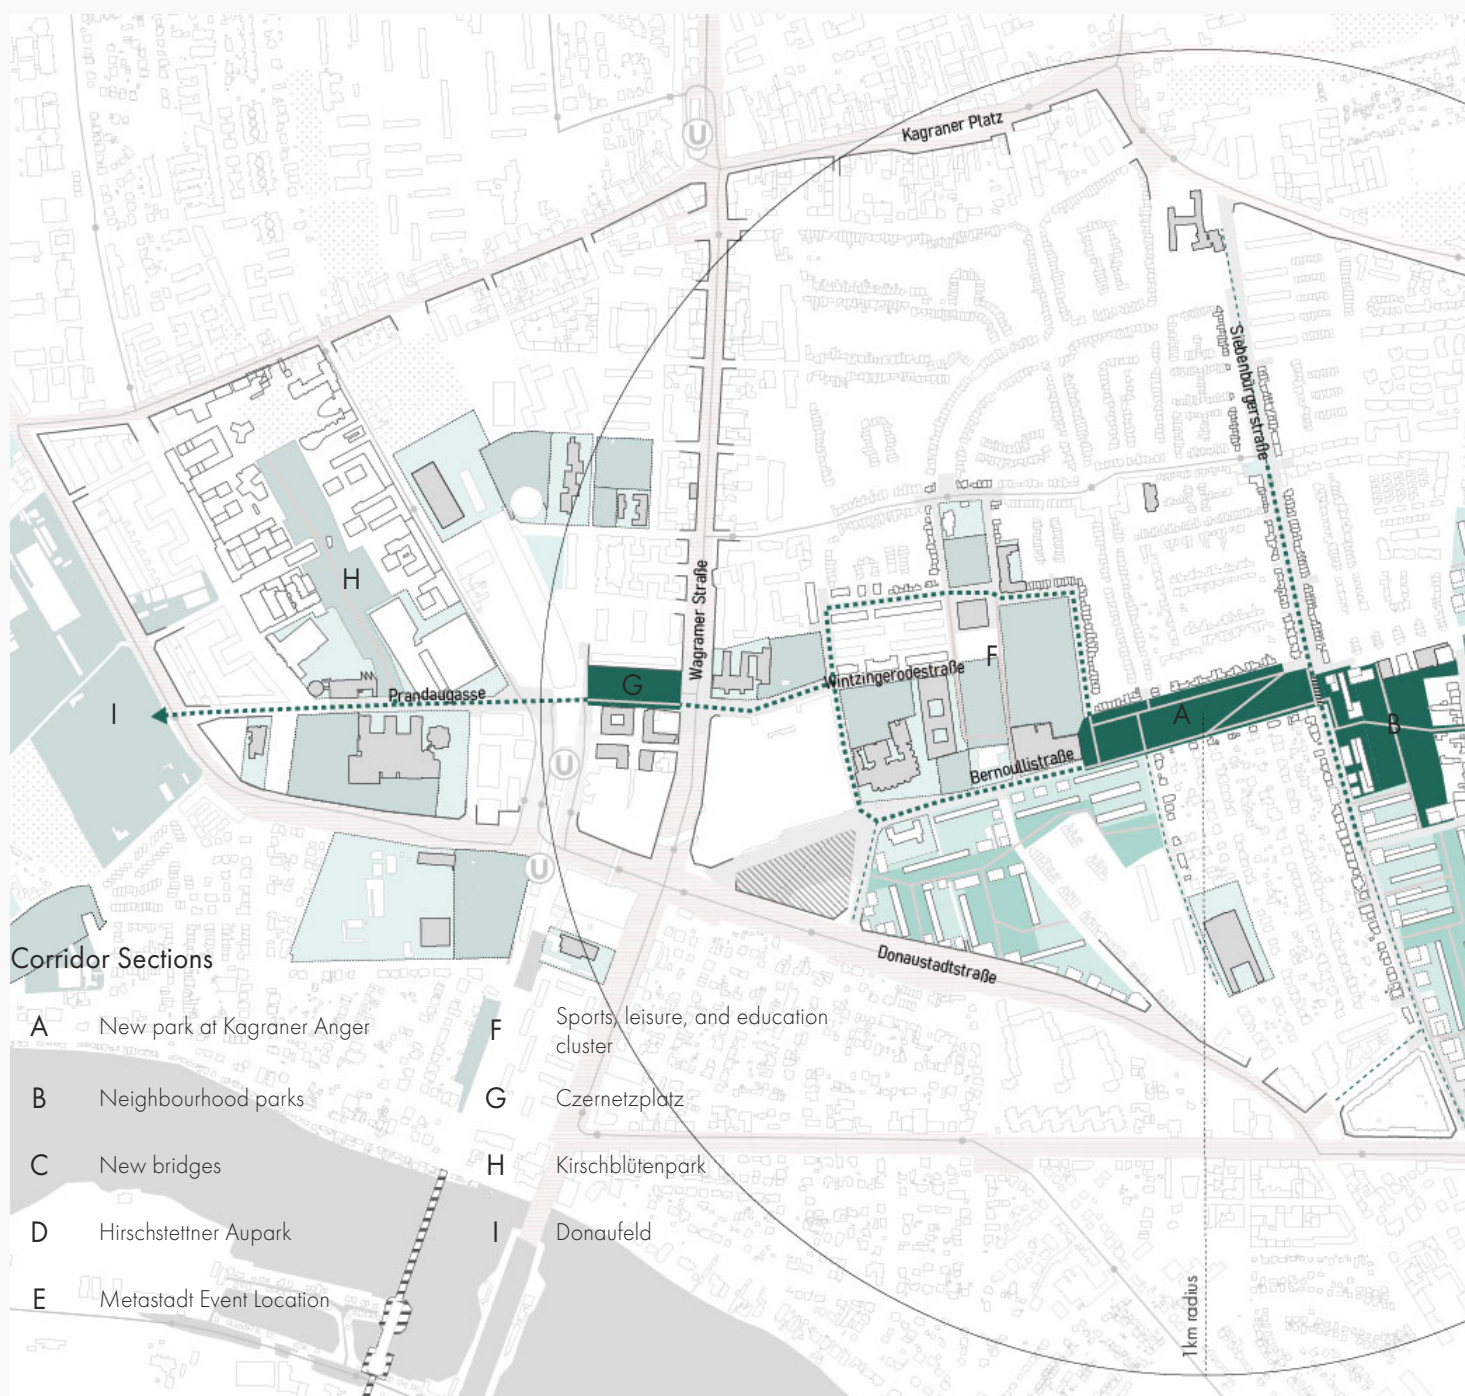 Kagraner Platz
U
Siebenbürgerstraße
Wagramer Straße
H
F
Wintzingerodestraße
G
Prandaugasse
I
A
B
U
Bernoullistraße
U
Donaustadtstraße
1km radius
Corridor Sections
A New park at Kagraner Anger
B Neighbourhood parks
C New bridges
D Hirschstettner Aupark
E Metastadt Event Location
F Sports, leisure, and education
cluster
G Czernetzplatz
H Kirschblütenpark
I Donaufeld